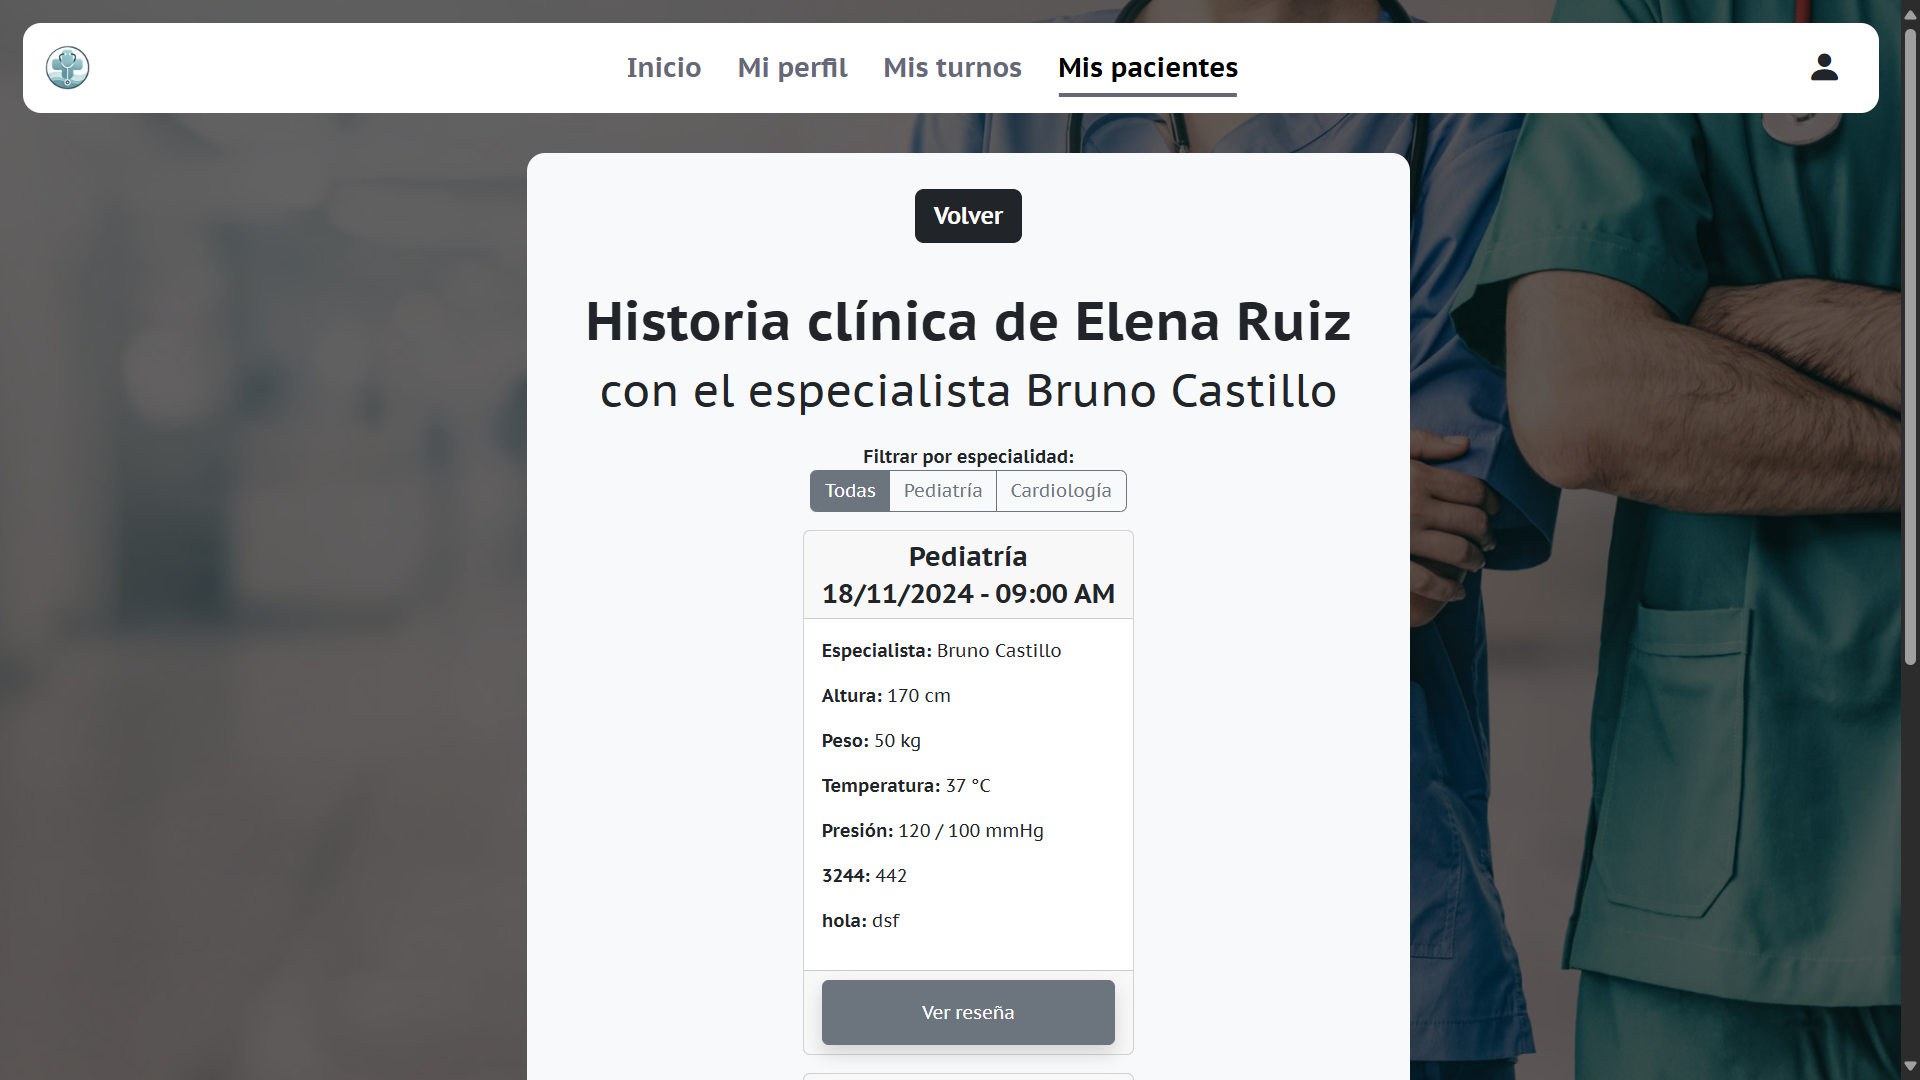 Inicio Mi perfil Mis turnos Mis pacientes
Volver
Historia clínica de Elena Ruiz
con el especialista Bruno Castillo
Filtrar por especialidad:
Todas Pediatría Cardiología
Pediatría
18/11/2024 - 09:00 AM
Especialista: Bruno Castillo
Altura: 170 cm
Peso: 50 kg
Temperatura: 37 °C
Presión: 120 / 100 mmHg
3244: 442
hola: dsf
Ver reseña